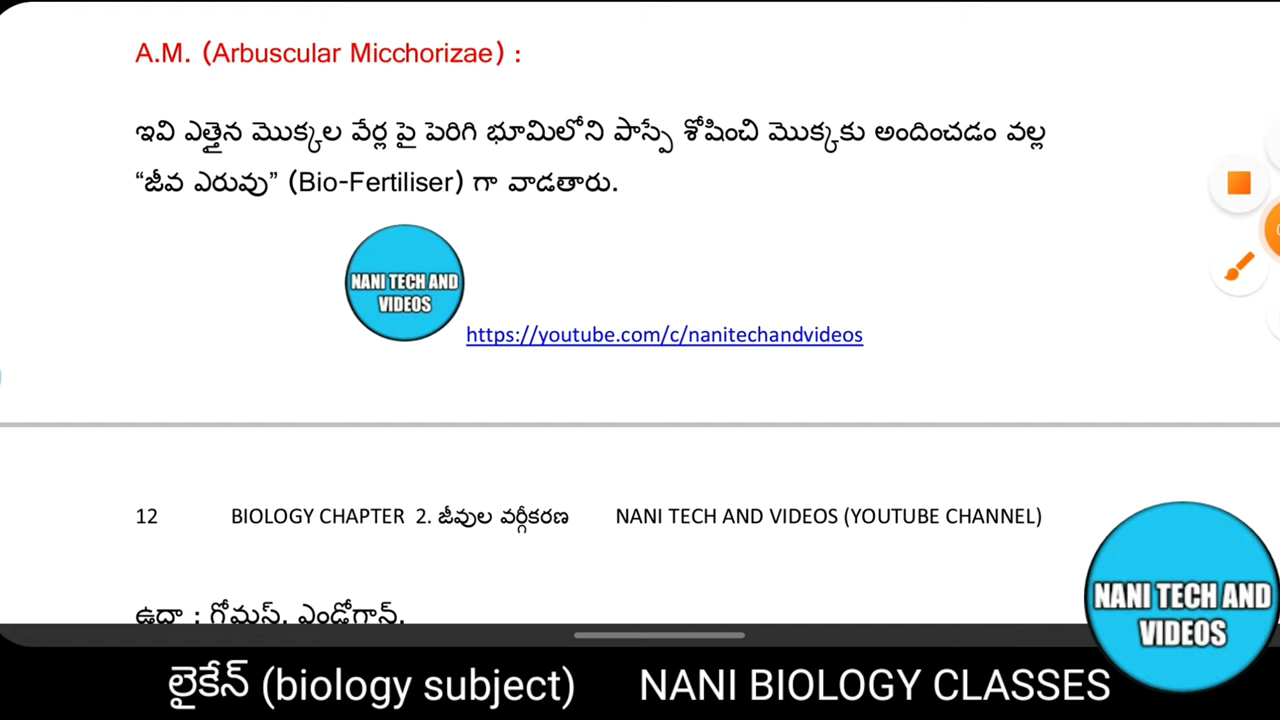 A.M. (Arbuscular Micchorizae) :
ఇవి ఎత్తైన మొక్కల వేర్ల పై పెరిగి భూమిలోని పాస్పే శోషించి మొక్కకు అందించడం వల్ల
“జీవ ఎరువు” (Bio-Fertiliser) గా వాడతారు.
NANI TECH AND
VIDEOS
https://youtube.com/c/nanitechandvideos
12 BIOLOGY CHAPTER 2. జీవుల వర్గీకరణ NANI TECH AND VIDEOS (YOUTUBE CHANNEL)
ఉదా : గ్లోమస్, ఎండోగాన్.
NANI TECH AND
VIDEOS
లైకేన్ (biology subject) NANI BIOLOGY CLASSES